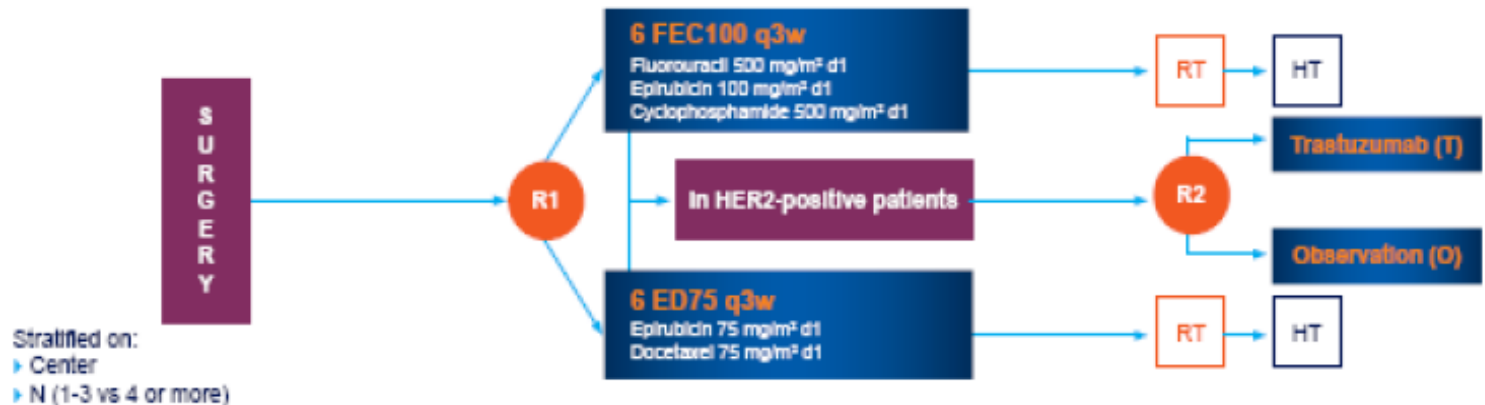 SURGERY
Stratified on:
Center
N (1-3 vs 4 or more)
R1
6 FEC100 q3w
Fluorouracil 500 mg/m² d1
Epirubicin 100 mg/m² d1
Cyclophosphamide 500 mg/m² d1
In HER2-positive patients
6 ED75 q3w
Epirubicin 75 mg/m² d1
Docetaxel 75 mg/m² d1
RT
HT
R2
Trastuzumab (T)
Observation (O)
RT
HT